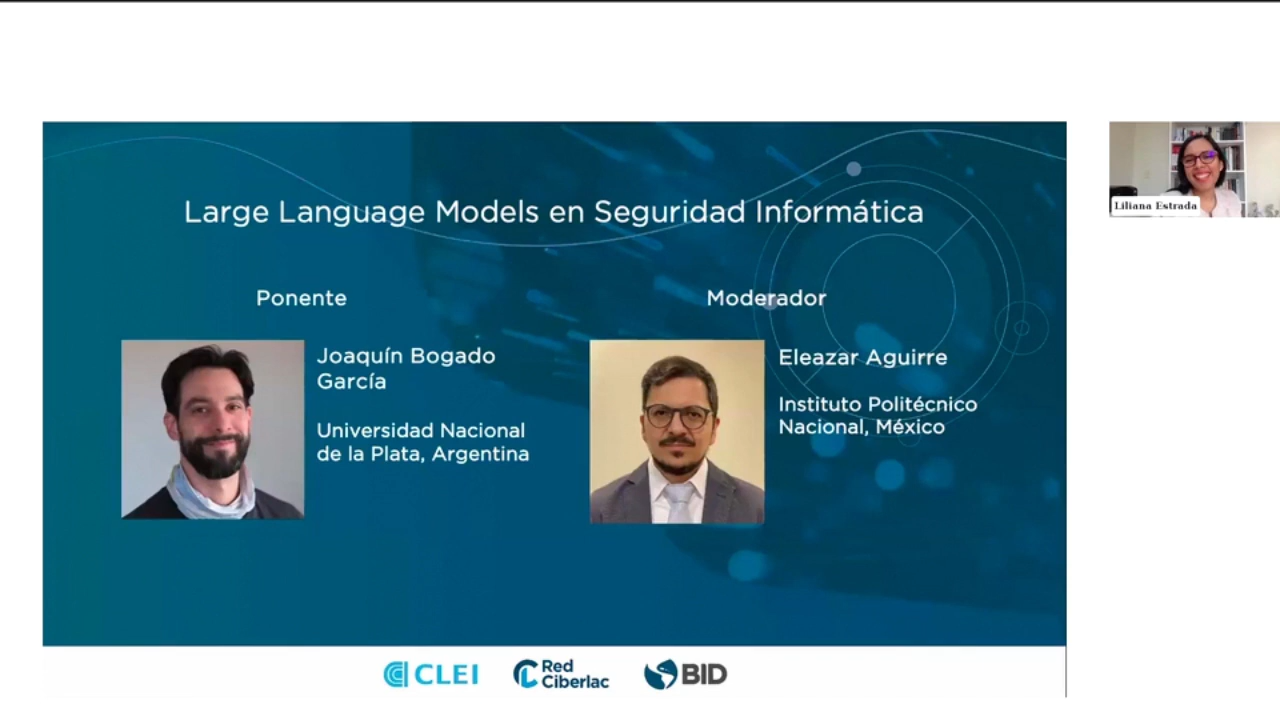 Large Language Models en Seguridad Informática
Ponente
Joaquín Bogado
García
Universidad Nacional
de la Plata, Argentina
Moderador
Eleazar Aguirre
Instituto Politécnico
Nacional, México
Liliana Estrada
CLEI
Red
Ciberlac
BID